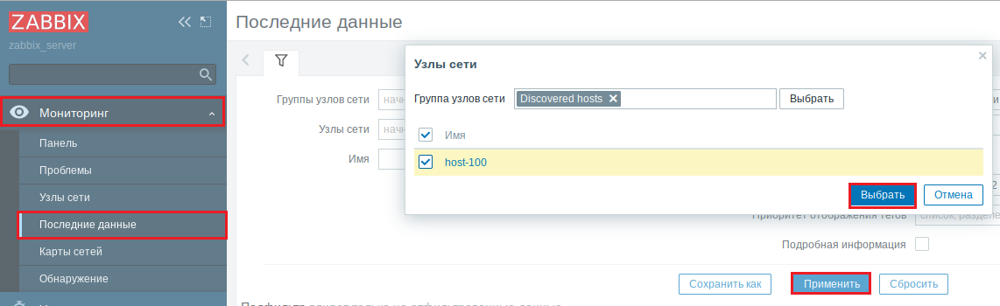 ZABBIX
zabbix_server
Мониторинг
Панель
Проблемы
Узлы сети
Последние данные
Карты сетей
Обнаружение
Последние данные
Группы узлов сети
Узлы сети
Имя
Узлы сети
Группа узлов сети Discovered hosts Выбрать
Имя
host-100
Выбрать Отмена
Приоритет отображения тегов
Подробная информация
Сохранить как Применить Сбросить